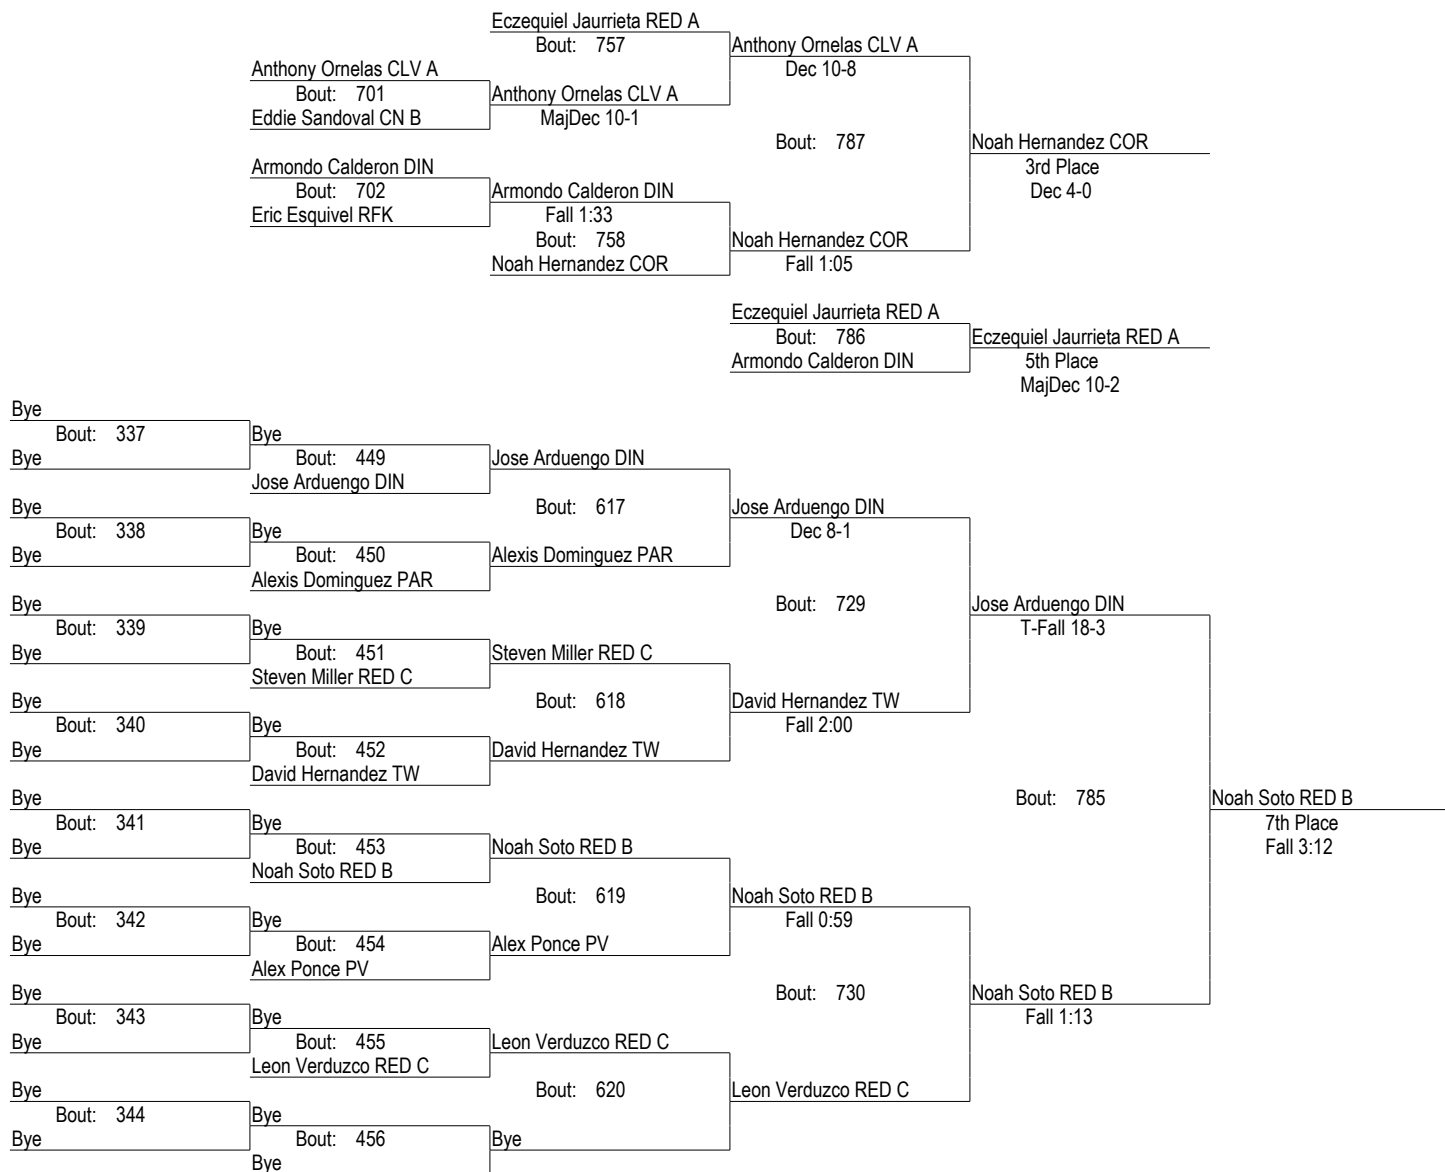 Eczequiel Jaurrieta RED A
Bout: 757
Anthony Ornelas CLV A
Dec 10-8
Anthony Ornelas CLV A
Bout: 701
Anthony Ornelas CLV A
Eddie Sandoval CN B
MajDec 10-1
Bout: 787
Noah Hernandez COR
3rd Place
Dec 4-0
Armondo Calderon DIN
Bout: 702
Armondo Calderon DIN
Eric Esquivel RFK
Fall 1:33
Bout: 758
Noah Hernandez COR
Noah Hernandez COR
Fall 1:05
Eczequiel Jaurrieta RED A
Bout: 786
Eczequiel Jaurrieta RED A
Armondo Calderon DIN
5th Place
MajDec 10-2
Bye
Bout: 337
Bye
Bye
Bout: 449
Jose Arduengo DIN
Jose Arduengo DIN
Bye
Bout: 617
Jose Arduengo DIN
Bout: 338
Bye
Dec 8-1
Bye
Bout: 450
Alexis Dominguez PAR
Alexis Dominguez PAR
Bye
Bout: 729
Jose Arduengo DIN
Bout: 339
Bye
T-Fall 18-3
Bye
Bout: 451
Steven Miller RED C
Steven Miller RED C
Bye
Bout: 618
David Hernandez TW
Bout: 340
Bye
Fall 2:00
Bye
Bout: 452
David Hernandez TW
David Hernandez TW
Bye
Bout: 785
Noah Soto RED B
Bout: 341
Bye
7th Place
Bye
Bout: 453
Noah Soto RED B
Fall 3:12
Noah Soto RED B
Bye
Bout: 619
Noah Soto RED B
Bout: 342
Bye
Fall 0:59
Bye
Bout: 454
Alex Ponce PV
Alex Ponce PV
Bye
Bout: 730
Noah Soto RED B
Bout: 343
Bye
Fall 1:13
Bye
Bout: 455
Leon Verduzco RED C
Leon Verduzco RED C
Bye
Bout: 620
Leon Verduzco RED C
Bout: 344
Bye
Bye
Bout: 456
Bye
Bye